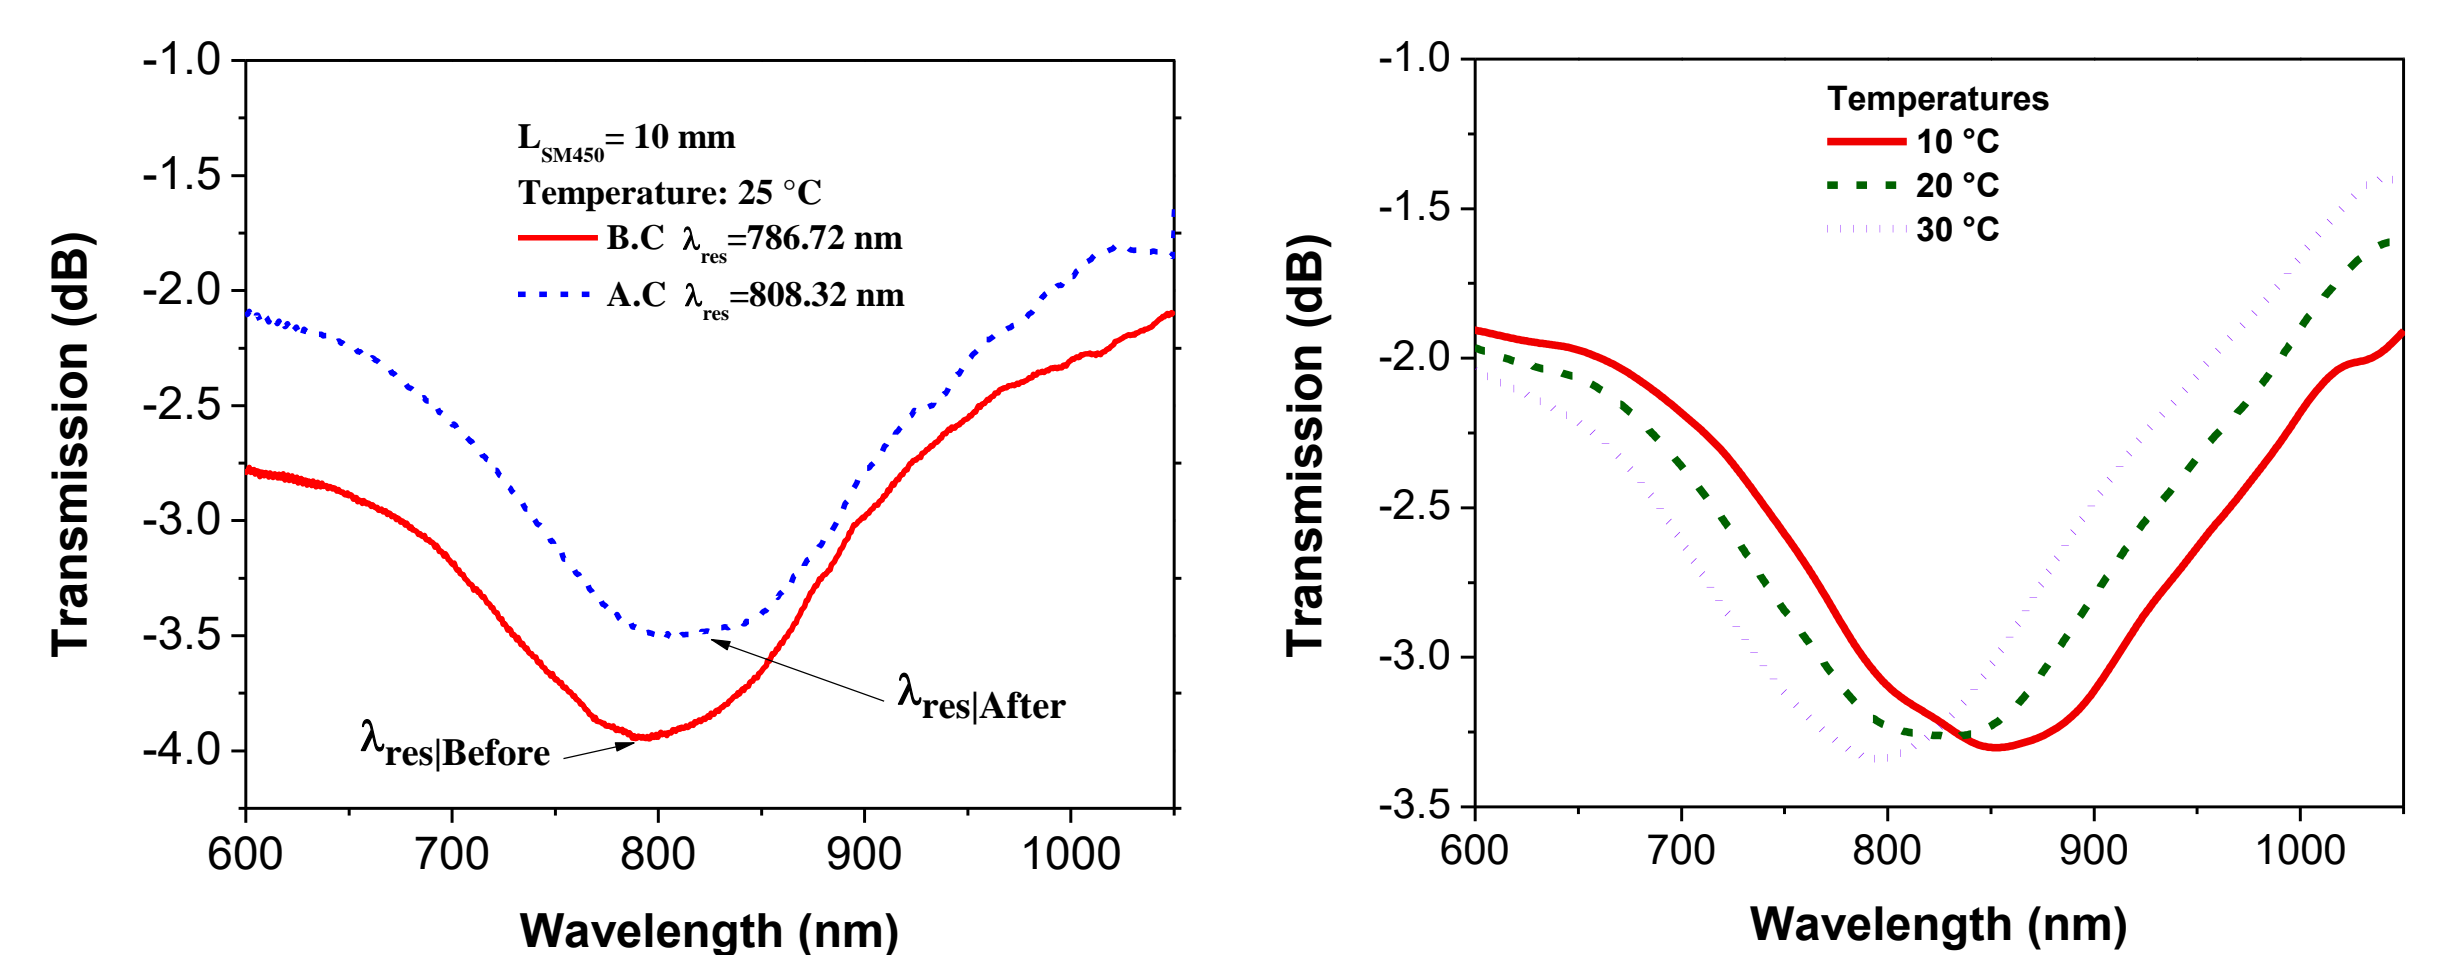 -1.0
-1.5
-2.0
-2.5
-3.0
-3.5
-4.0
Transmission (dB)
L_SM450= 10 mm
Temperature: 25 °C
B.C λ_res=786.72 nm
A.C λ_res=808.32 nm
λ_res|After
λ_res|Before
600 700 800 900 1000
Wavelength (nm)
-1.0
-1.5
-2.0
-2.5
-3.0
-3.5
Transmission (dB)
Temperatures
10 °C
20 °C
30 °C
600 700 800 900 1000
Wavelength (nm)